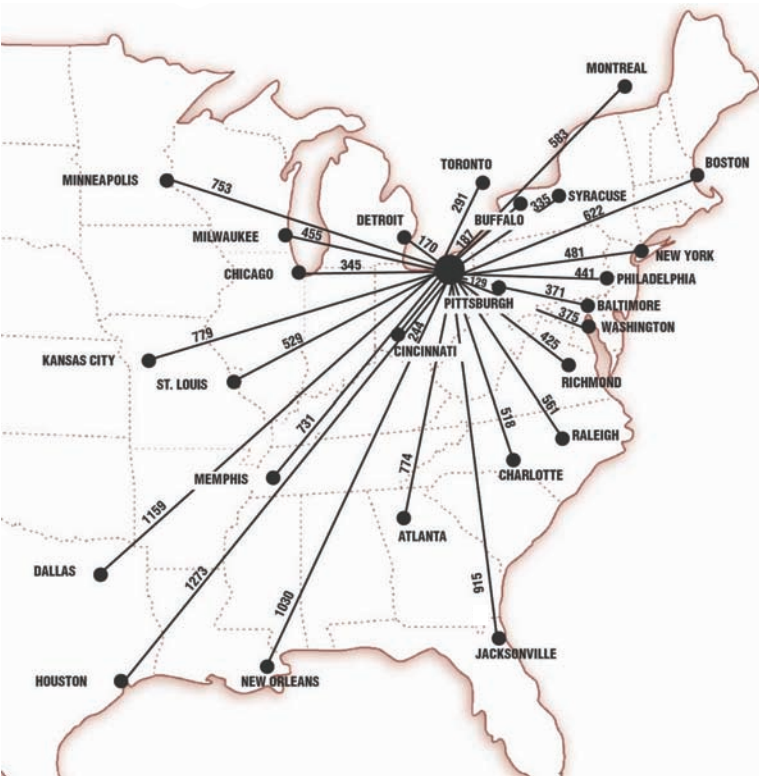 MONTREAL
583
TORONTO
BOSTON
MINNEAPOLIS
753
291
335
SYRACUSE
BUFFALO
622
DETROIT
170
187
MILWAUKEE
455
481
NEW YORK
CHICAGO
345
441
PHILADELPHIA
129
PITTSBURGH
371
BALTIMORE
375
WASHINGTON
779
529
244
CINCINNATI
425
KANSAS CITY
ST. LOUIS
RICHMOND
561
518
731
RALEIGH
774
CHARLOTTE
MEMPHIS
1159
ATLANTA
DALLAS
1273
1030
915
JACKSONVILLE
HOUSTON
NEW ORLEANS